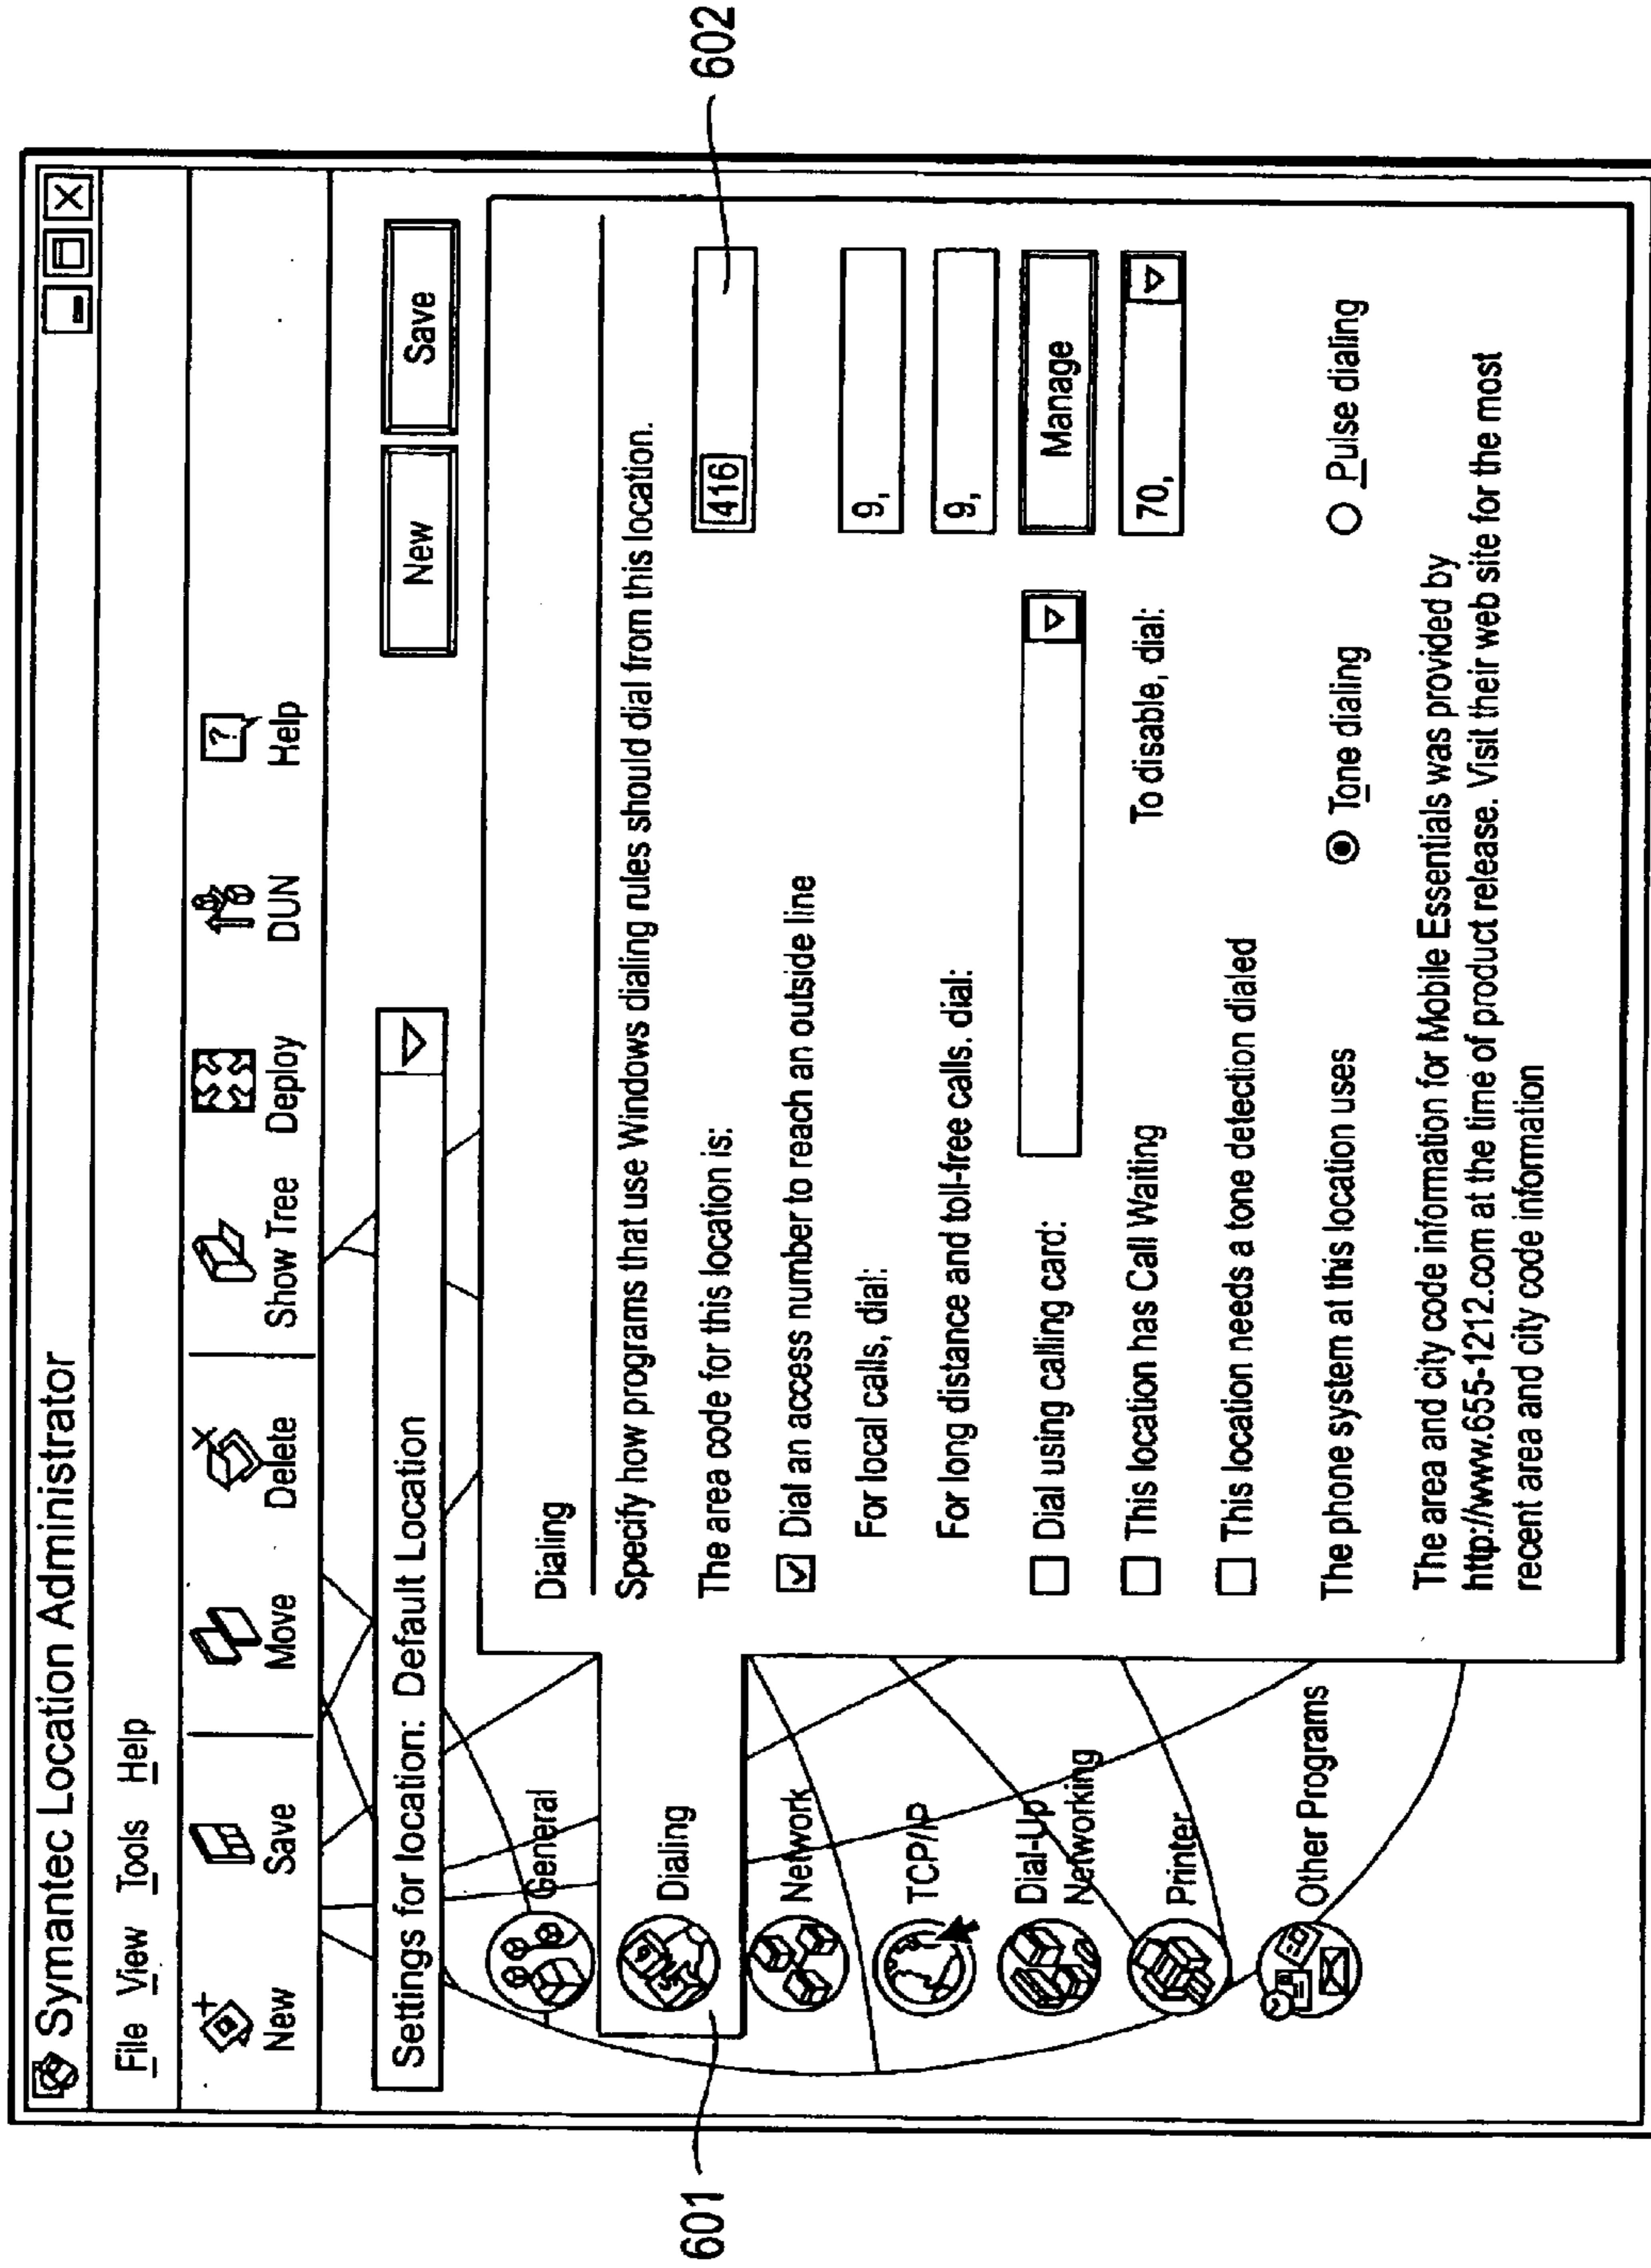 Symantec Location Administrator
File View Tools Help
New Save Move Delete Show Tree Deploy DUN Help
Settings for location: Default Location
New Save
General
Dialing
Network
TCP/IP
Dial-Up
Networking
Printer
Other Programs
Dialing
Specify how programs that use Windows dialing rules should dial from this location.
The area code for this location is: 416
Dial an access number to reach an outside line
For local calls, dial: 9,
For long distance and toll-free calls. dial: 9,
Dial using calling card: Manage
This location has Call Waiting To disable, dial: 70,
This location needs a tone detection dialed
The phone system at this location uses Tone dialing Pulse dialing
The area and city code information for Mobile Essentials was provided by
http://www.655-1212.com at the time of product release. Visit their web site for the most
recent area and city code information
601
602